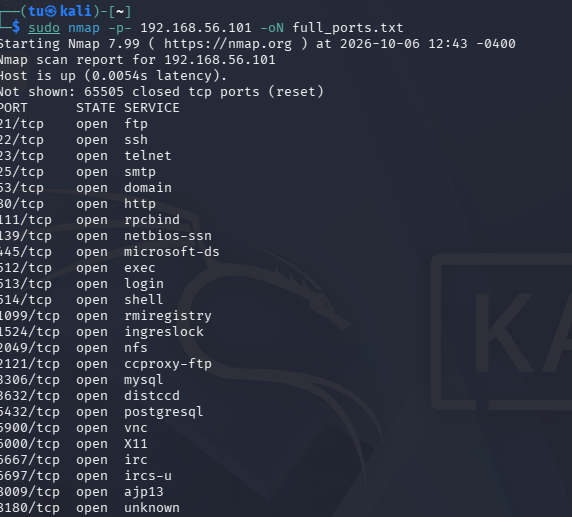 (tu㉿kali)-[~]
$ sudo nmap -p- 192.168.56.101 -oN full_ports.txt
Starting Nmap 7.99 ( https://nmap.org ) at 2026-10-06 12:43 -0400
Nmap scan report for 192.168.56.101
Host is up (0.0054s latency).
Not shown: 65505 closed tcp ports (reset)
PORT STATE SERVICE
21/tcp open ftp
22/tcp open ssh
23/tcp open telnet
25/tcp open smtp
53/tcp open domain
80/tcp open http
111/tcp open rpcbind
139/tcp open netbios-ssn
445/tcp open microsoft-ds
512/tcp open exec
513/tcp open login
514/tcp open shell
1099/tcp open rmiregistry
1524/tcp open ingreslock
2049/tcp open nfs
2121/tcp open ccproxy-ftp
3306/tcp open mysql
3632/tcp open distccd
5432/tcp open postgresql
5900/tcp open vnc
6000/tcp open X11
6667/tcp open irc
6697/tcp open ircs-u
8009/tcp open ajp13
8180/tcp open unknown
KA